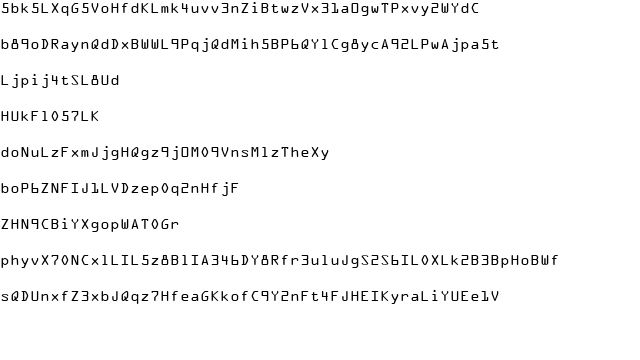 5bk5LXqG5VoHfdKLmk4uvv3nZiBtwzVx31aOgwTPxvy2WYdC
b89oDRaynQdDxBWWL9PqjQdMih5BP6QY1Cg8ycA92LPwAjpa5t
Ljpij4tSL8Ud
HUkF1057LK
doNuLzFxmJjgHQgz9jOM09VnsM1zTheXy
boP6ZNFIJ1LVDzep0q2nHfjF
ZHN9CBiYXgopWAT0Gr
phyvX70NCx1LIL5z8B1IA346DY8Rfr3u1uJgS2S6IL0XLk2B3BpHoBWf
sQDUnxfZ3xbJQqz7HfeaGKkofC9Y2nFt4FJHEIKyraLiYUEe1V